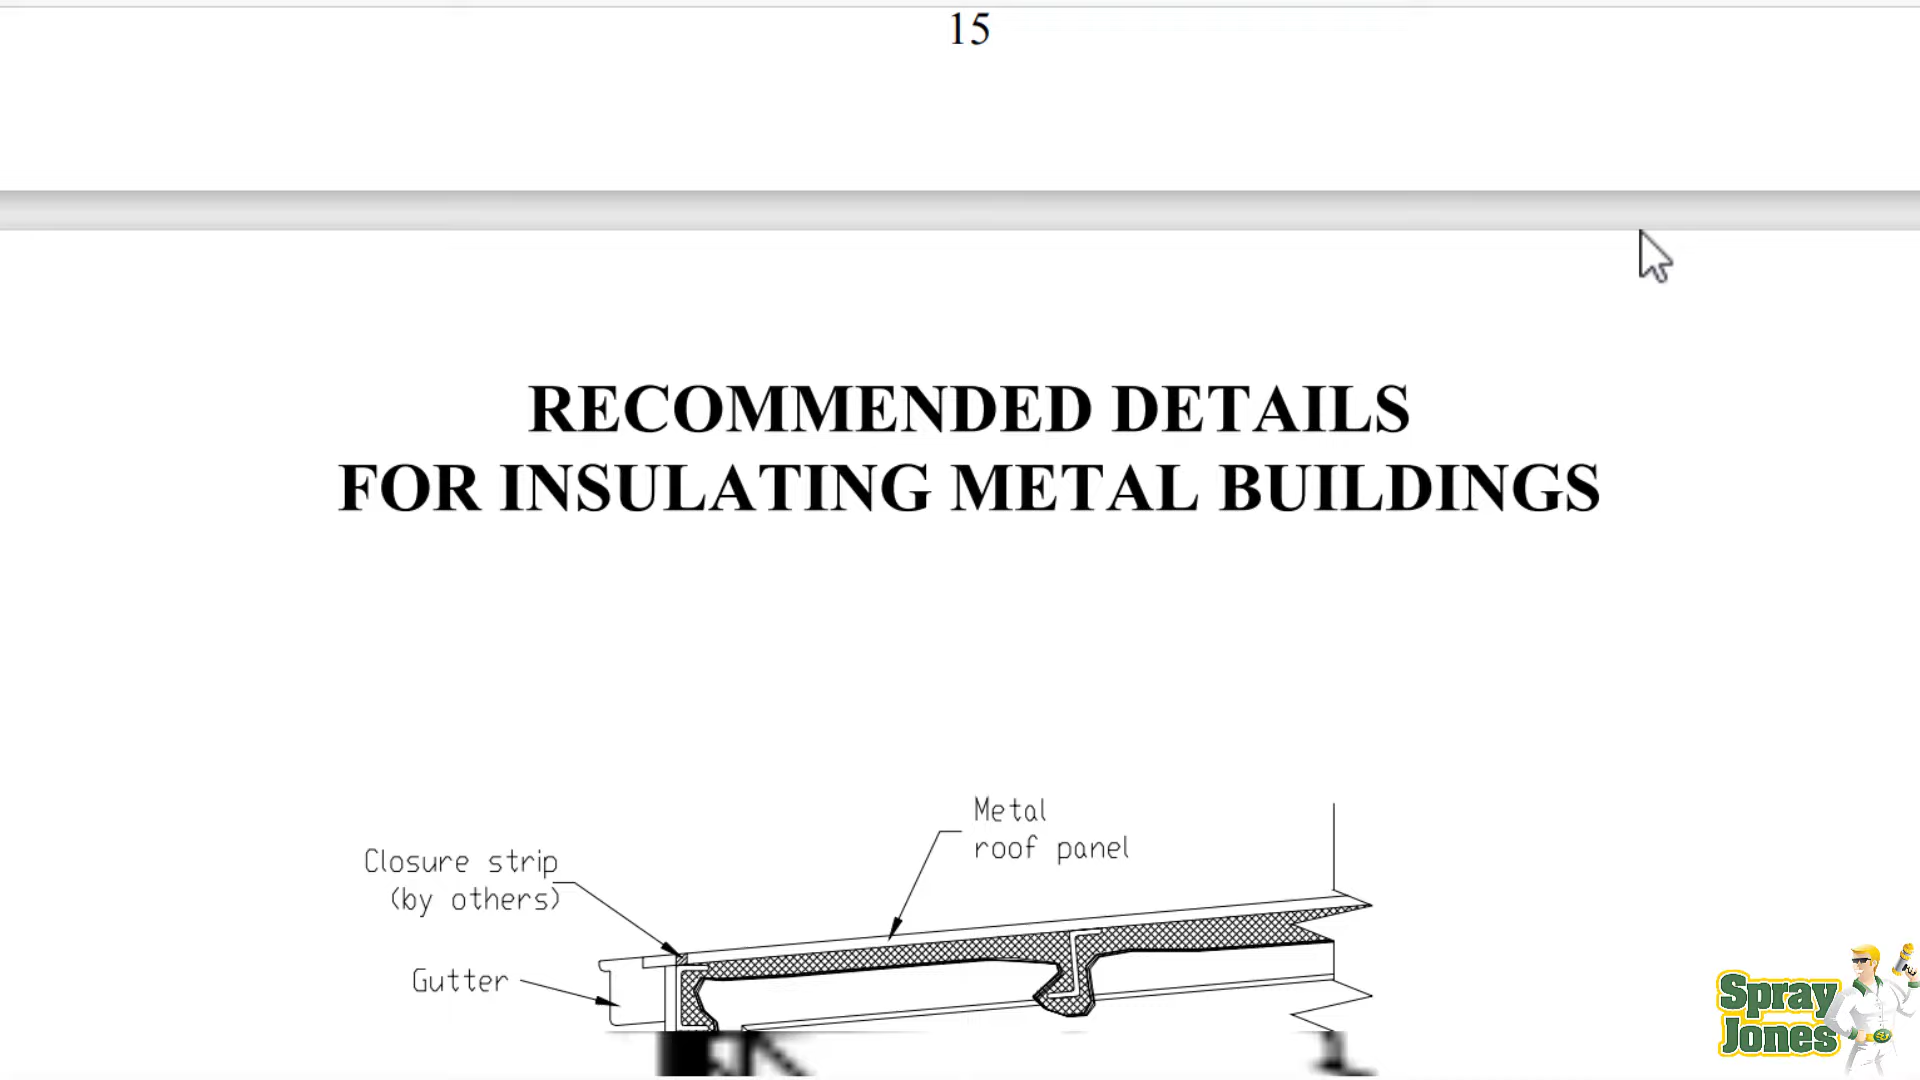 15
RECOMMENDED DETAILS
FOR INSULATING METAL BUILDINGS
Metal
roof panel
Closure strip
(by others)
Gutter
Spray
Jones